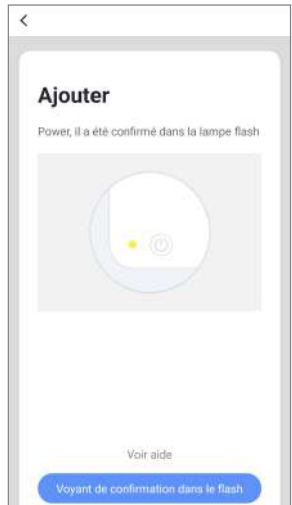 Ajouter
Power, il a été confirmé dans la lampe flash
Voir aide
Voyant de confirmation dans le flash